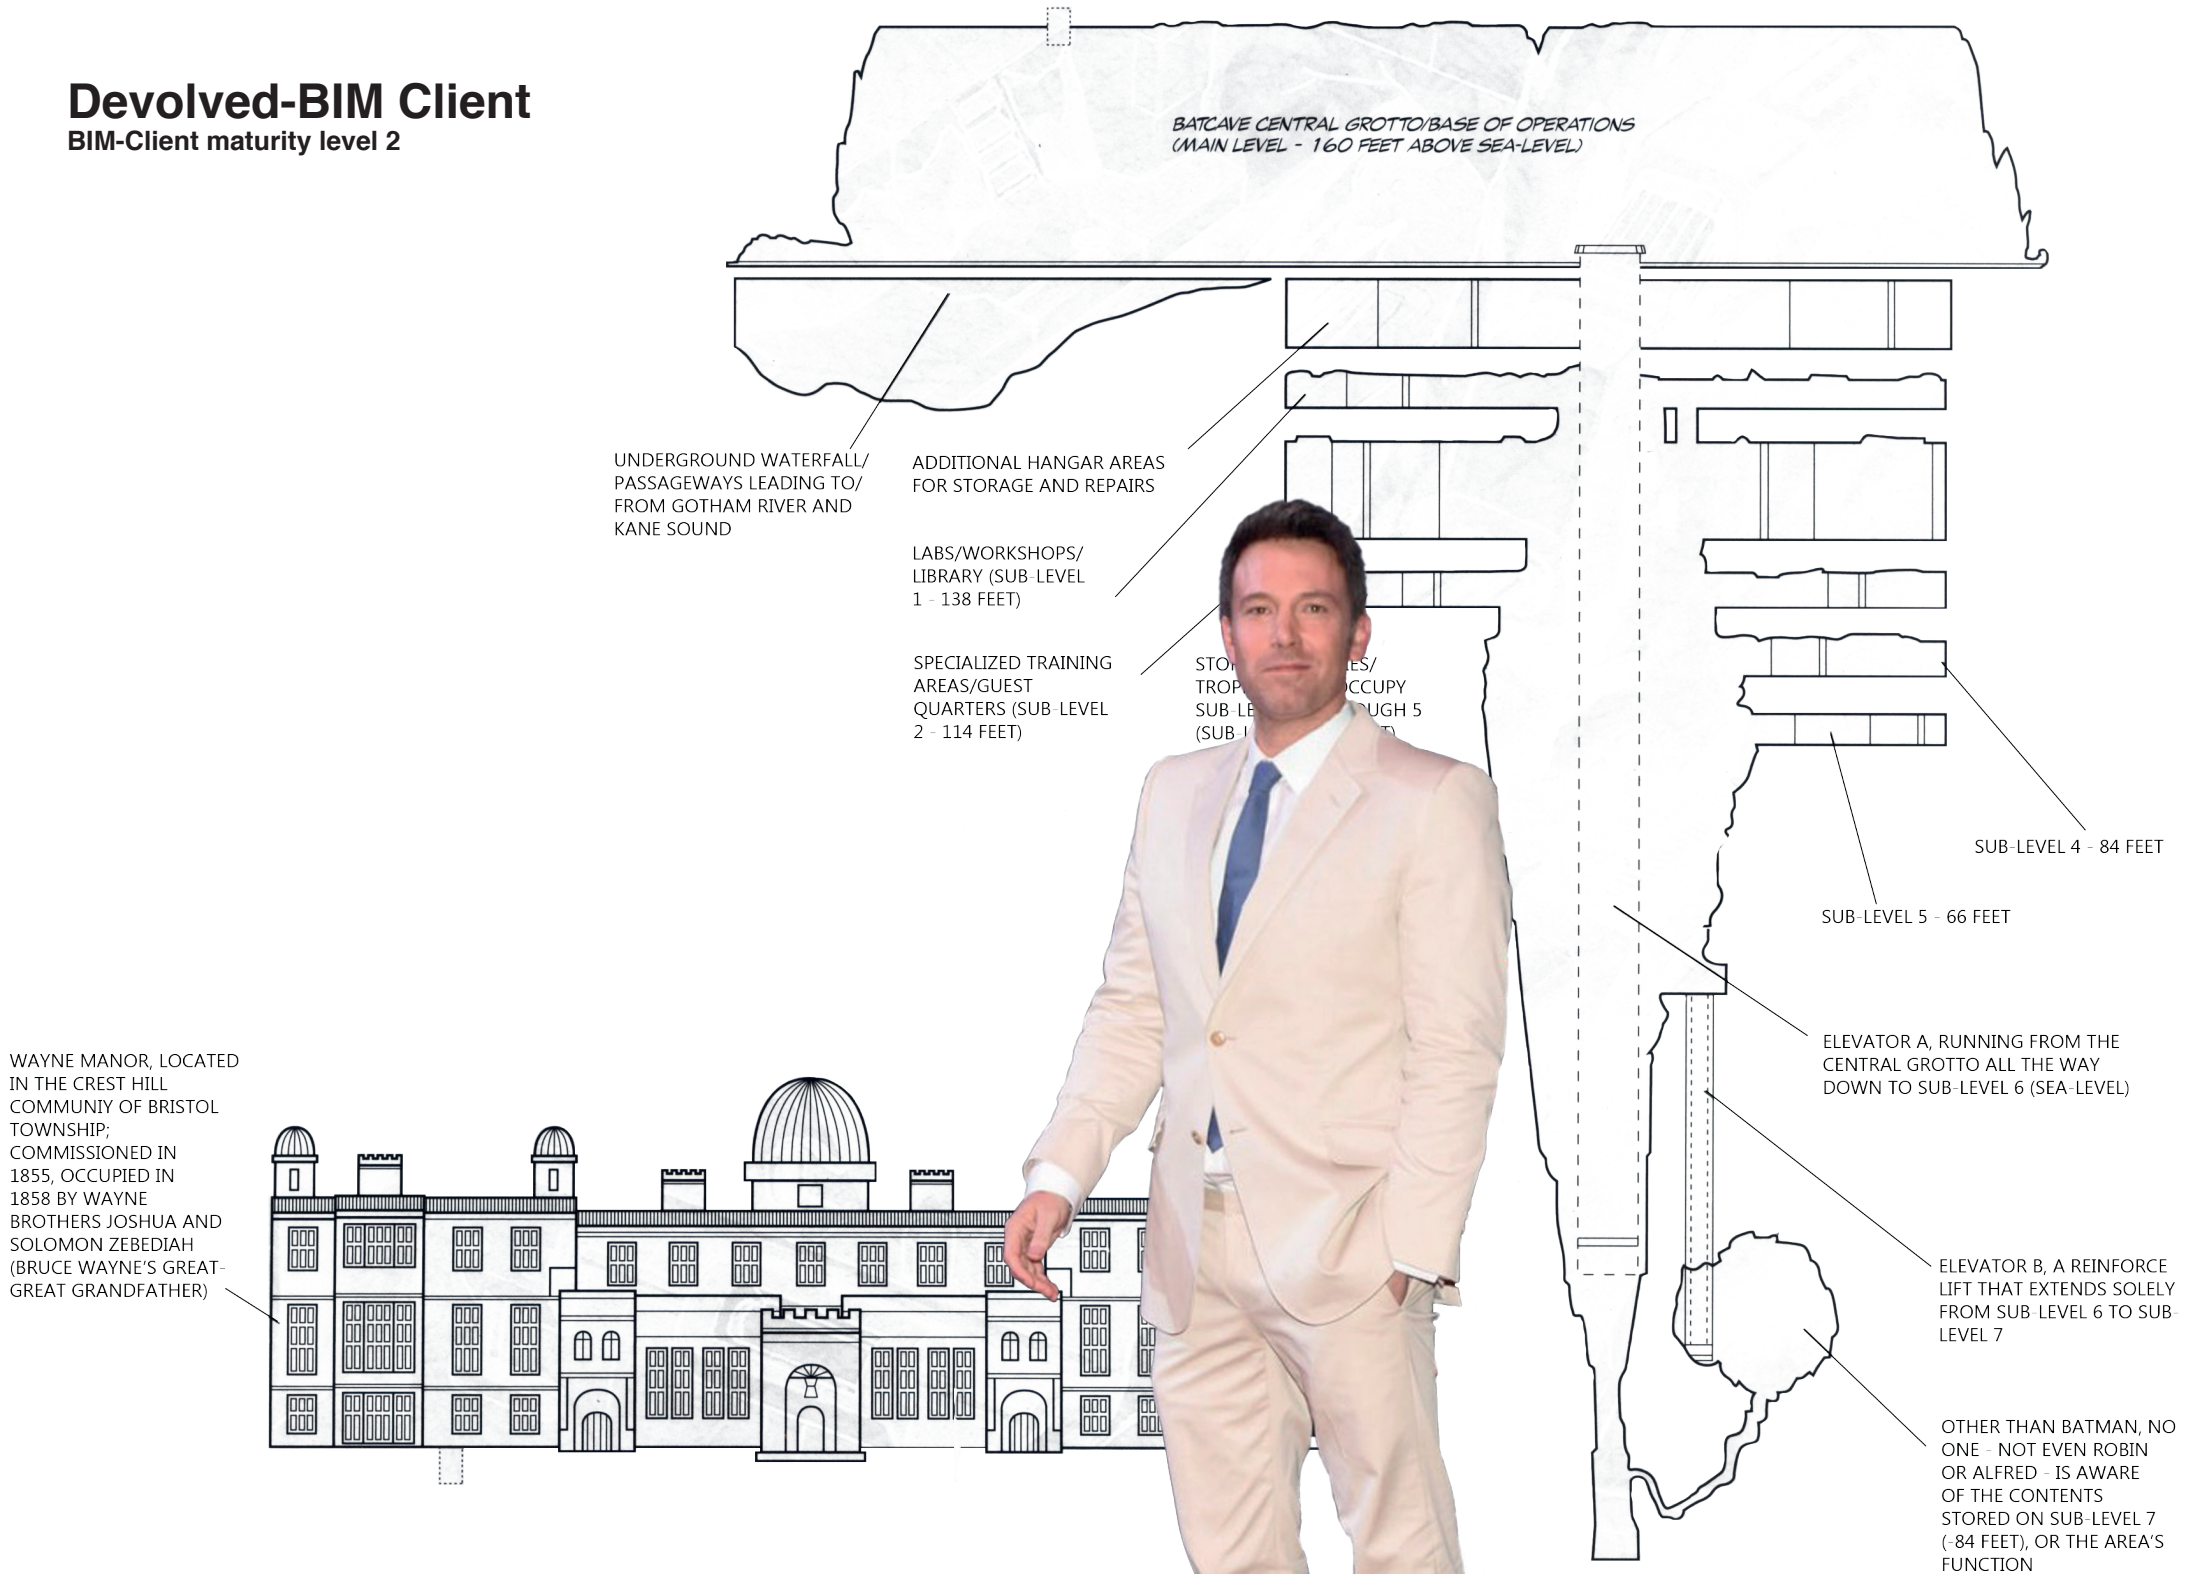 Devolved-BIM Client
BIM-Client maturity level 2
BATCAVE CENTRAL GROTTO/BASE OF OPERATIONS
(MAIN LEVEL - 160 FEET ABOVE SEA-LEVEL)
UNDERGROUND WATERFALL/
PASSAGEWAYS LEADING TO/
FROM GOTHAM RIVER AND
KANE SOUND
ADDITIONAL HANGAR AREAS
FOR STORAGE AND REPAIRS
LABS/WORKSHOPS/
LIBRARY (SUB-LEVEL
1 - 138 FEET)
SPECIALIZED TRAINING
AREAS/GUEST
QUARTERS (SUB-LEVEL
2 - 114 FEET)
OCCUPY
5
SUB-LEVEL 4 - 84 FEET
SUB-LEVEL 5 - 66 FEET
ELEVATOR A, RUNNING FROM THE
CENTRAL GROTTO ALL THE WAY
DOWN TO SUB-LEVEL 6 (SEA-LEVEL)
WAYNE MANOR, LOCATED
IN THE CREST HILL
COMMUNIY OF BRISTOL
TOWNSHIP;
COMMISSIONED IN
1855, OCCUPIED IN
1858 BY WAYNE
BROTHERS JOSHUA AND
SOLOMON ZEBEDIAH
(BRUCE WAYNE'S GREAT-
GREAT GRANDFATHER)
ELEVATOR B, A REINFORCE
LIFT THAT EXTENDS SOLELY
FROM SUB-LEVEL 6 TO SUB-
LEVEL 7
OTHER THAN BATMAN, NO
ONE - NOT EVEN ROBIN
OR ALFRED - IS AWARE
OF THE CONTENTS
STORED ON SUB-LEVEL 7
(-84 FEET), OR THE AREA'S
FUNCTION